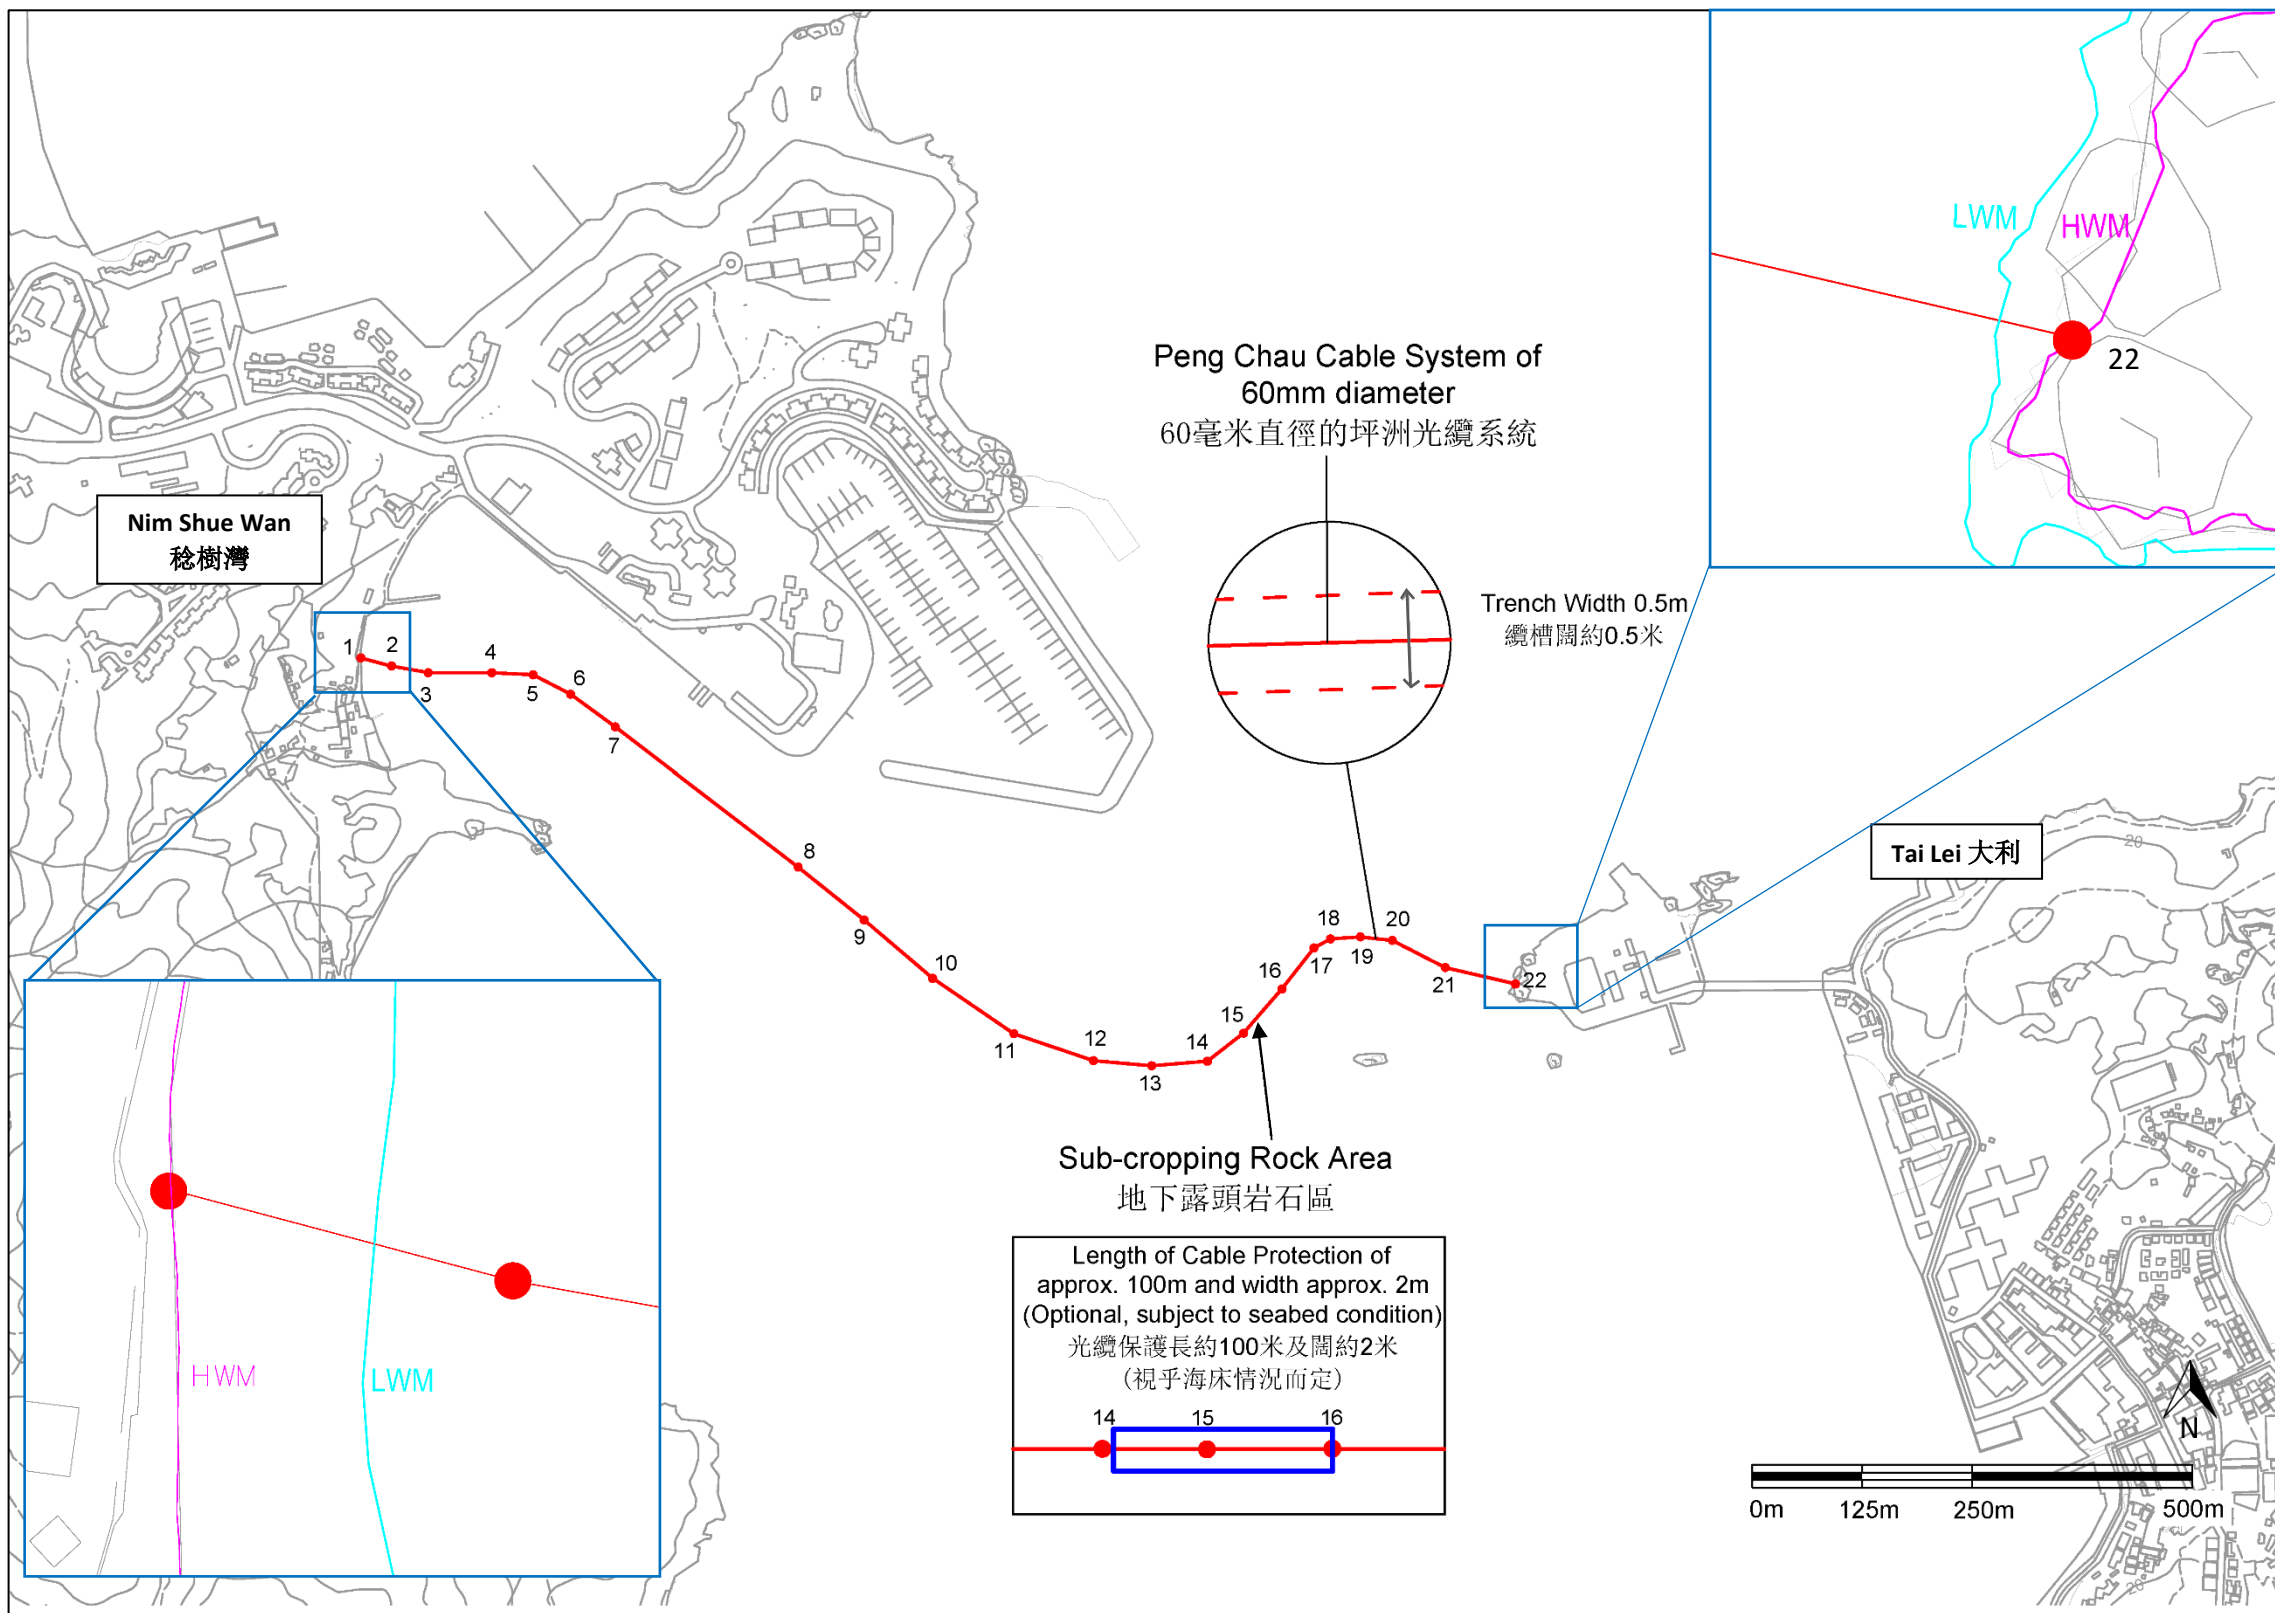 LWM
HWM
22
Peng Chau Cable System of
60mm diameter
60毫米直徑的坪洲光纜系統
Nim Shue Wan
稔樹灣
Trench Width 0.5m
纜槽闊約0.5米
1
2
3
4
5
6
7
8
9
10
11
12
13
14
15
16
17
18
19
20
21
22
Tai Lei 大利
20
Sub-cropping Rock Area
地下露頭岩石區
Length of Cable Protection of
approx. 100m and width approx. 2m
(Optional, subject to seabed condition)
光纜保護長約100米及闊約2米
(視乎海床情況而定)
14 15 16
HWM
LWM
N
0m 125m 250m 500m
20